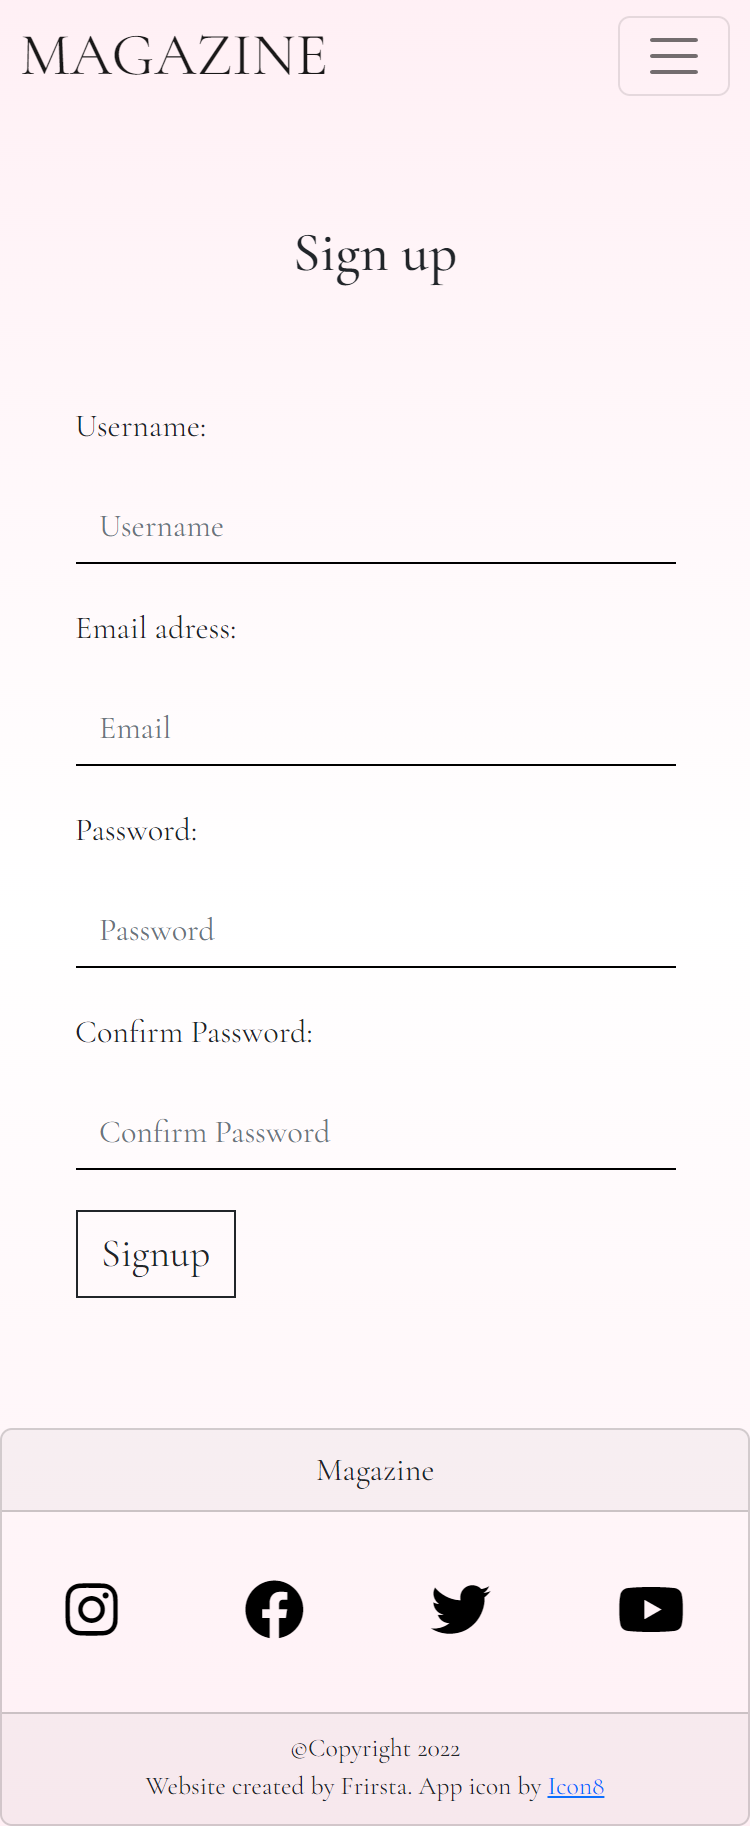 MAGAZINE
Sign up
Username:
Username
Email adress:
Email
Password:
Password
Confirm Password:
Confirm Password
Signup
Magazine
©Copyright 2022
Website created by Frirsta. App icon by Icon8